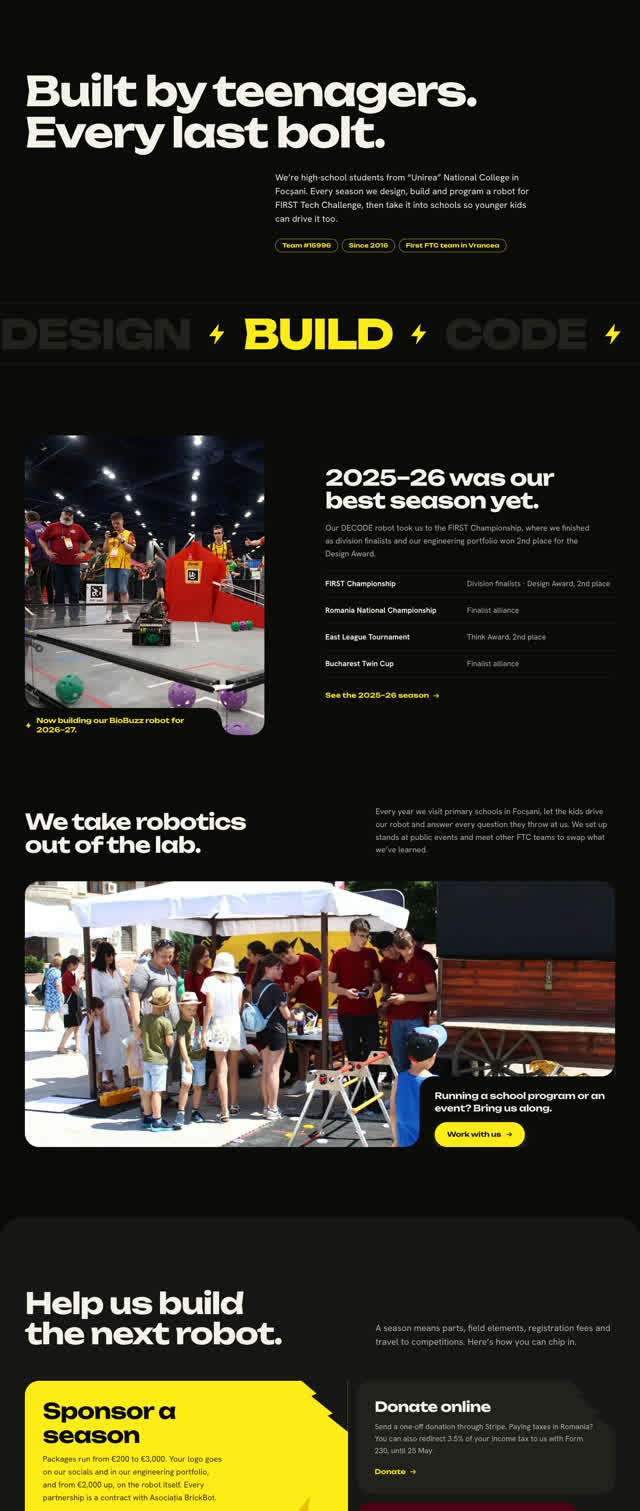 Built by teenagers.
Every last bolt.
We're high-school students from “Unirea” National College in
Focșani. Every season we design, build and program a robot for
FIRST Tech Challenge, then take it into schools so younger kids
can drive it too.
Team #15996
Since 2016
First FTC team in Vrancea
DESIGN BUILD CODE
2025–26 was our
best season yet.
Our DECODE robot took us to the FIRST Championship, where we finished
as division finalists and our engineering portfolio won 2nd place for the
Design Award.
FIRST Championship
Division finalists · Design Award, 2nd place
Romania National Championship
Finalist alliance
East League Tournament
Think Award, 2nd place
Bucharest Twin Cup
Finalist alliance
See the 2025–26 season →
Now building our BioBuzz robot for
2026–27.
We take robotics
out of the lab.
Every year we visit primary schools in Focșani, let the kids drive
our robot and answer every question they throw at us. We set up
stands at public events and meet other FTC teams to swap what
we've learned.
Running a school program or an
event? Bring us along.
Work with us →
Help us build
the next robot.
A season means parts, field elements, registration fees and
travel to competitions. Here's how you can chip in.
Sponsor a
season
Packages run from €200 to €3,000. Your logo goes
on our socials and in our engineering portfolio,
and from €2,000 up, on the robot itself. Every
partnership is a contract with Asociația BrickBot.
Donate online
Send a one-off donation through Stripe. Paying taxes in Romania?
You can also redirect 3.5% of your income tax to us with Form
230, until 25 May
Donate →